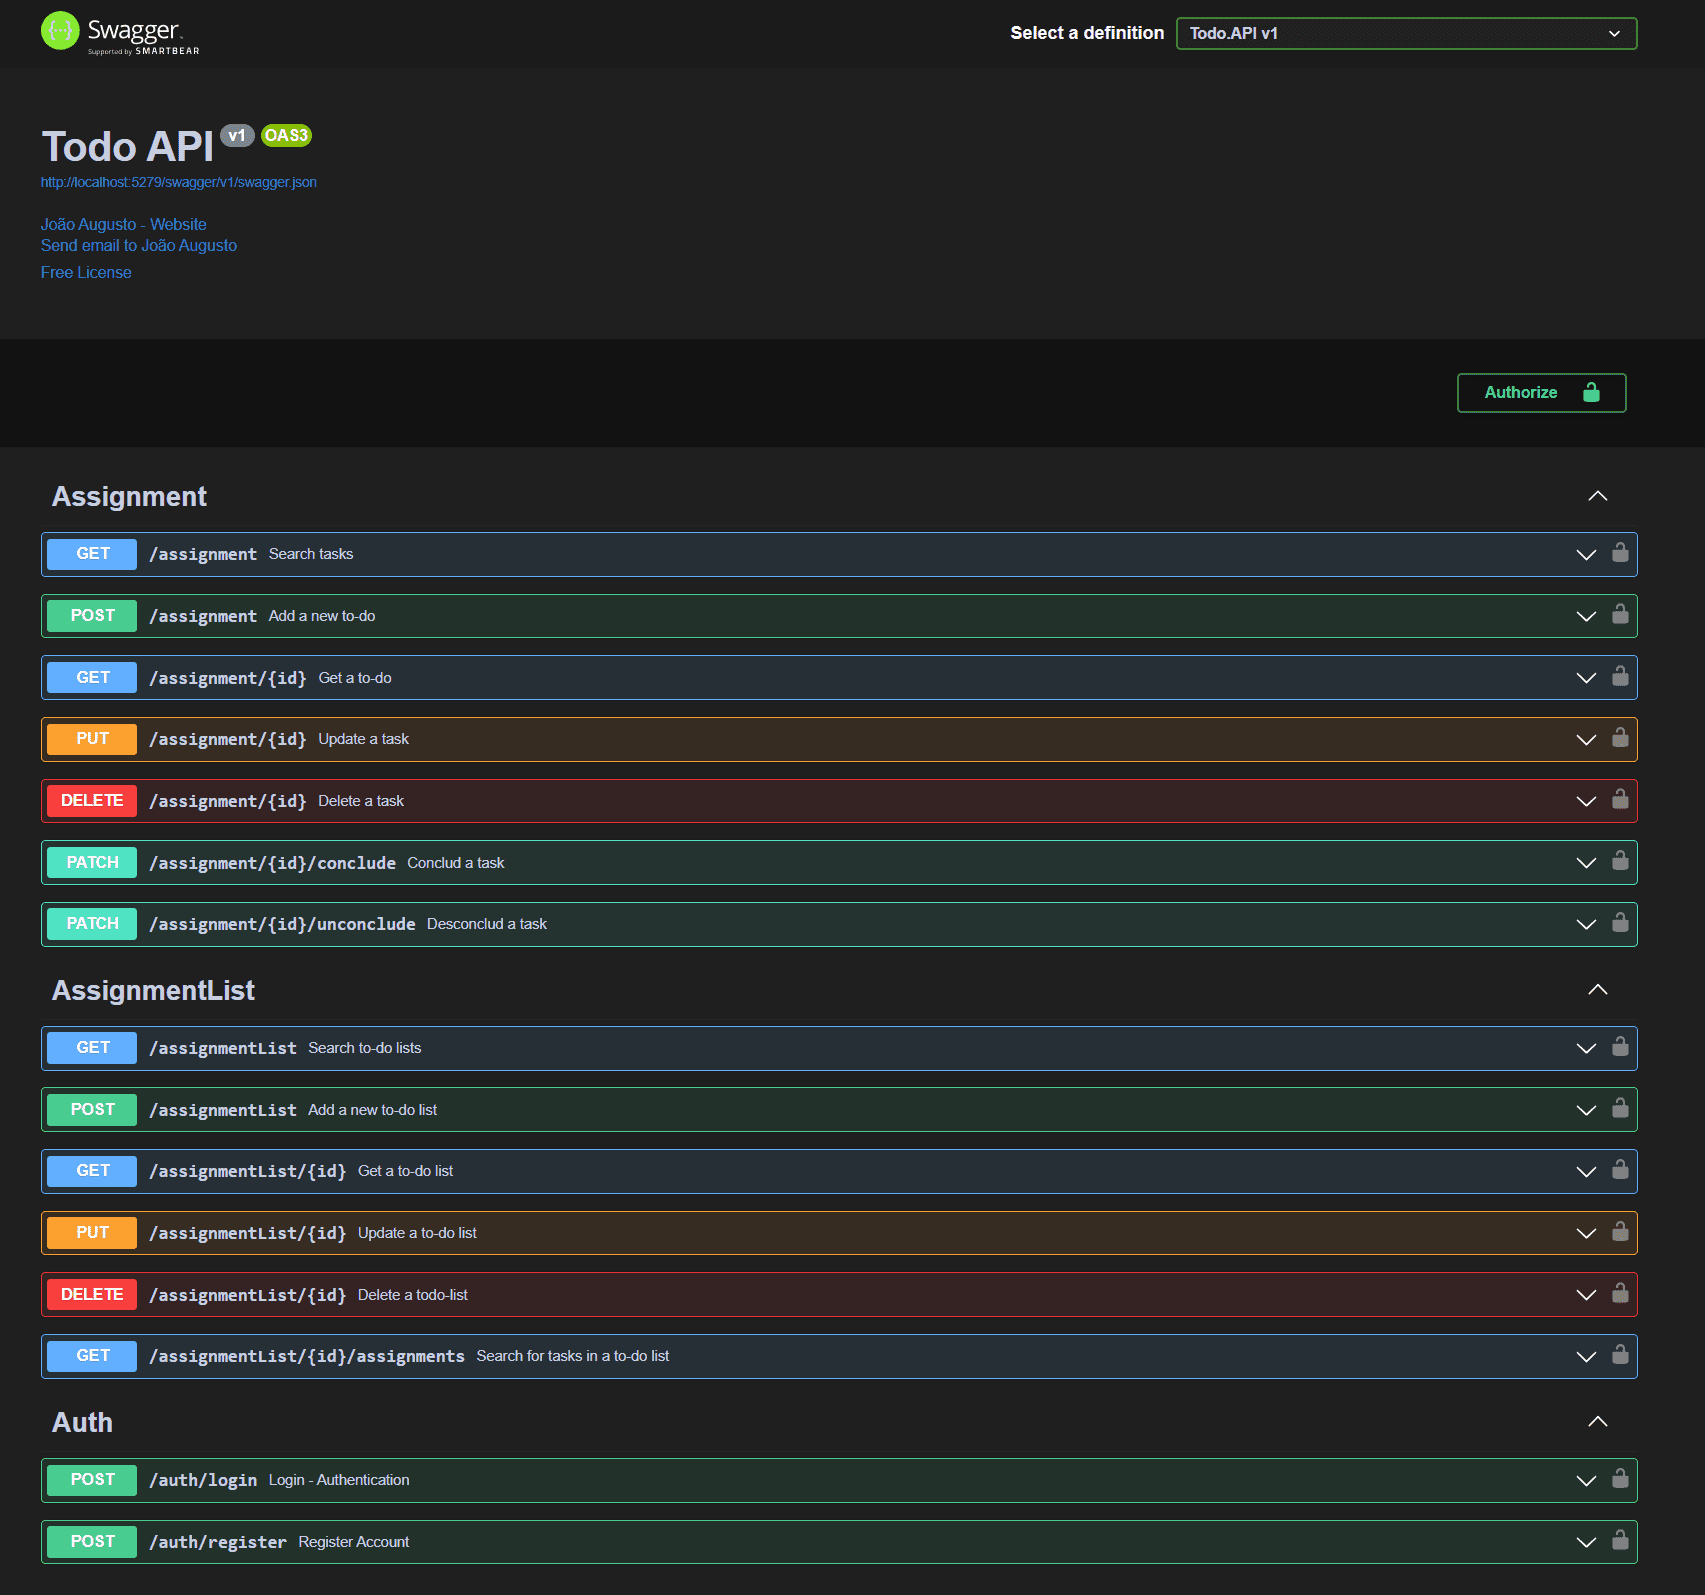 Swagger
Supported by SMARTBEAR
Select a definition
Todo.API v1
Todo API v1 OAS3
http://localhost:5279/swagger/v1/swagger.json
João Augusto - Website
Send email to João Augusto
Free License
Authorize
Assignment
GET /assignment Search tasks
POST /assignment Add a new to-do
GET /assignment/{id} Get a to-do
PUT /assignment/{id} Update a task
DELETE /assignment/{id} Delete a task
PATCH /assignment/{id}/conclude Conclud a task
PATCH /assignment/{id}/unconclude Desconclud a task
AssignmentList
GET /assignmentList Search to-do lists
POST /assignmentList Add a new to-do list
GET /assignmentList/{id} Get a to-do list
PUT /assignmentList/{id} Update a to-do list
DELETE /assignmentList/{id} Delete a todo-list
GET /assignmentList/{id}/assignments Search for tasks in a to-do list
Auth
POST /auth/login Login - Authentication
POST /auth/register Register Account